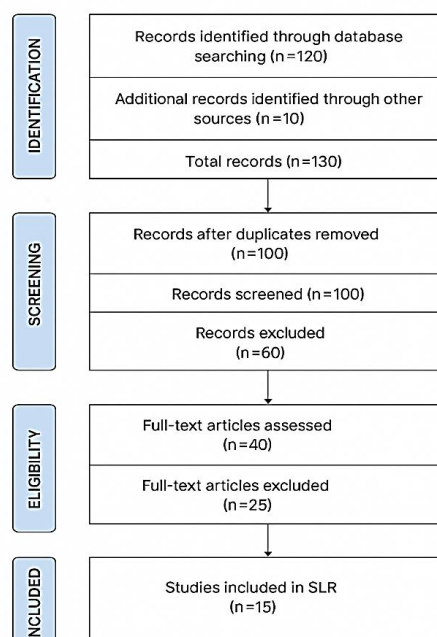 IDENTIFICATION
Records identified through database
searching (n=120)
Additional records identified through other
sources (n=10)
Total records (n=130)
SCREENING
Records after duplicates removed
(n=100)
Records screened (n=100)
Records excluded
(n=60)
ELIGIBILITY
Full-text articles assessed
(n=40)
Full-text articles excluded
(n=25)
NCLUDED
Studies included in SLR
(n=15)